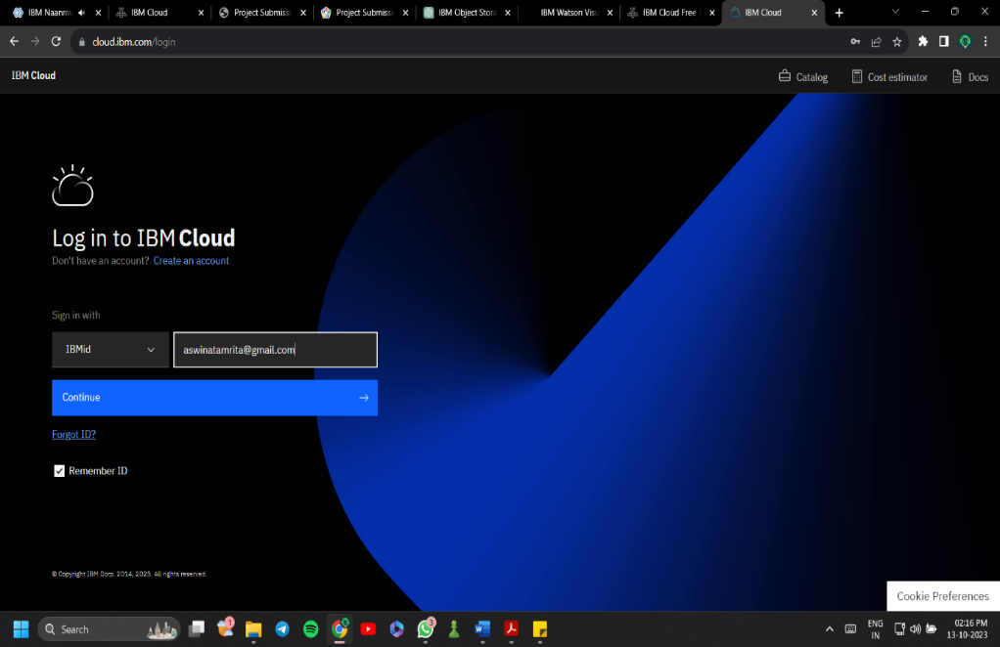 IBM Naanmu
IBM Cloud
Project Submissi
Project Submissi
IBM Object Stora
IBM Watson Visu
IBM Cloud Free T
IBM Cloud
cloud.ibm.com/login
IBM Cloud
Catalog
Cost estimator
Docs
Log in to IBM Cloud
Don't have an account? Create an account
Sign in with
IBMid
aswinatamrita@gmail.com
Continue
Forgot ID?
Remember ID
© Copyright IBM Corp. 2014, 2023. All rights reserved.
Cookie Preferences
Search
1
3
ENG
IN
02:16 PM
13-10-2023